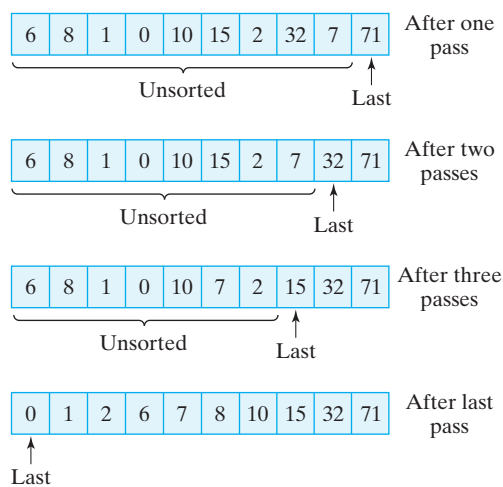 6 8 1 0 10 15 2 32 7 71
After one
pass
Unsorted
Last
6 8 1 0 10 15 2 7 32 71
After two
passes
Unsorted
Last
6 8 1 0 10 7 2 15 32 71
After three
passes
Unsorted
Last
0 1 2 6 7 8 10 15 32 71
After last
pass
Last